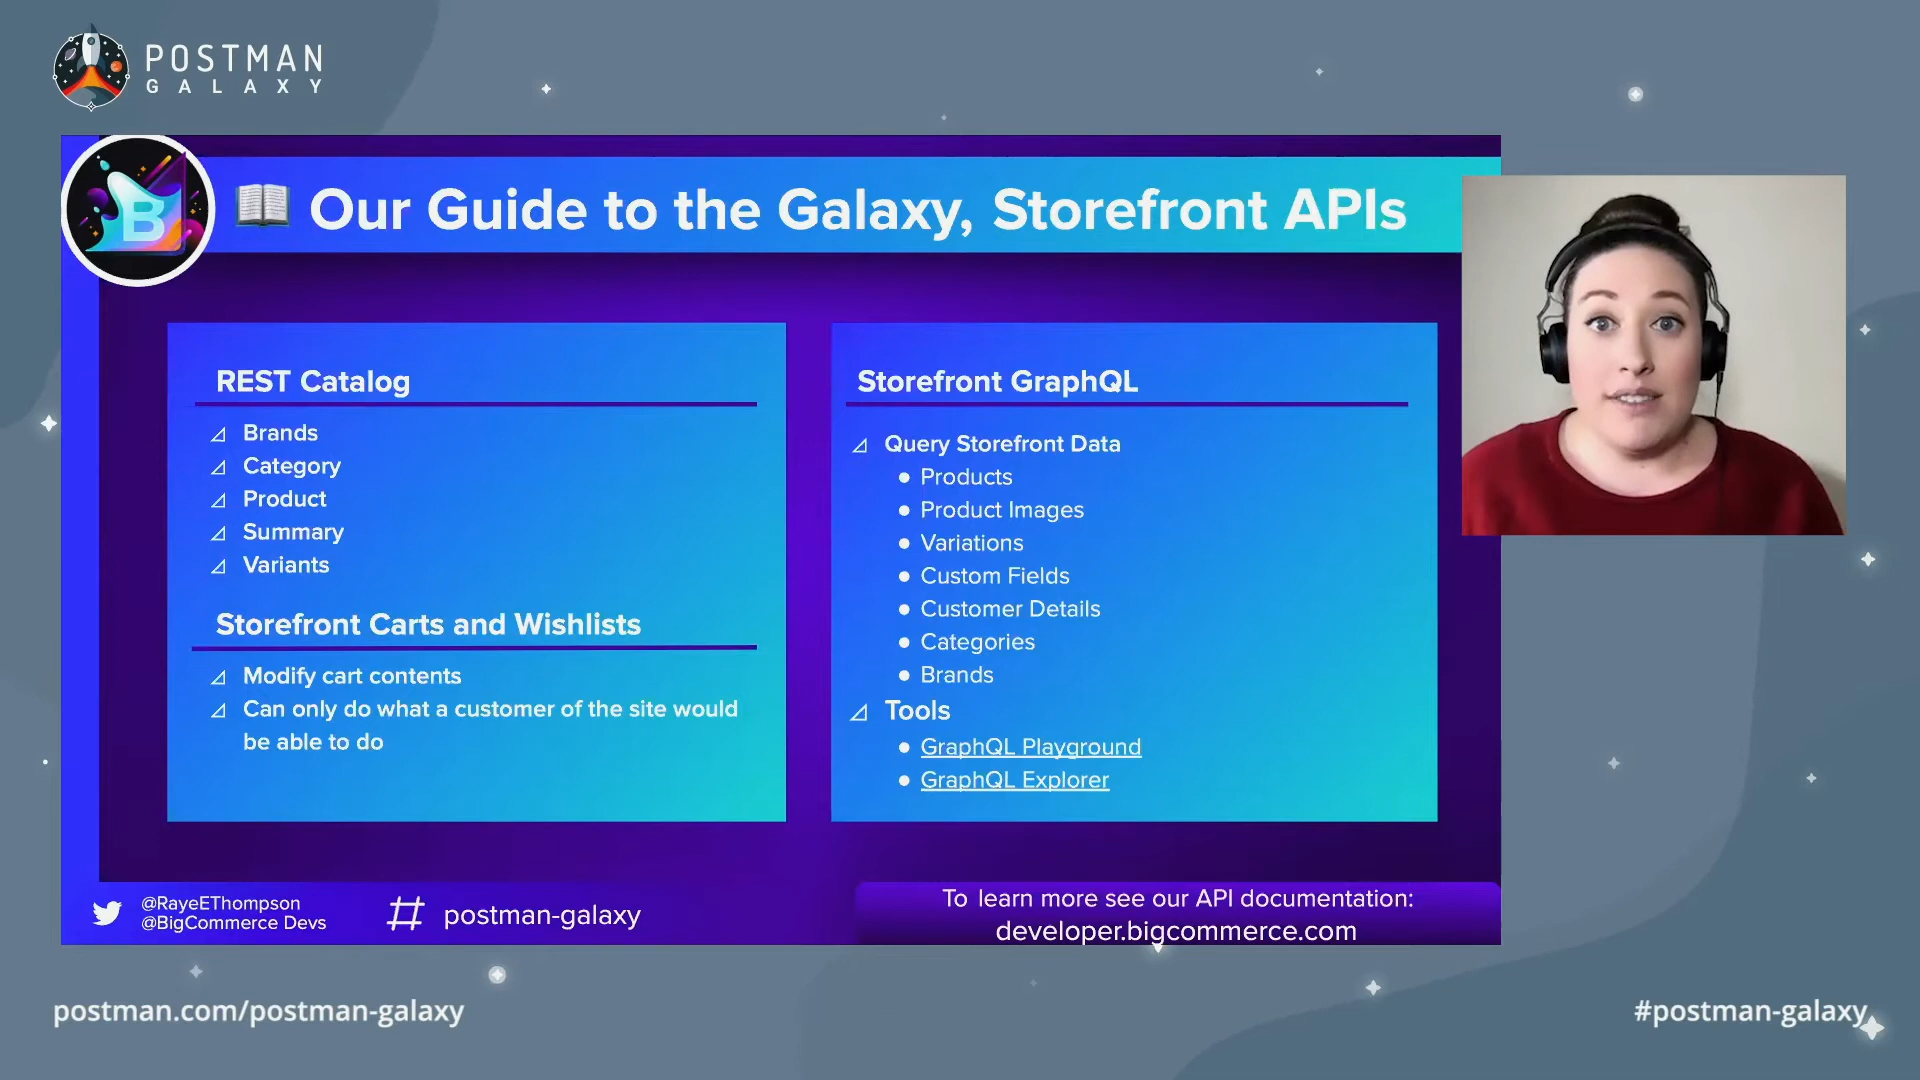 POSTMAN
GALAXY
B
Our Guide to the Galaxy, Storefront APIs
REST Catalog
Brands
Category
Product
Summary
Variants
Storefront Carts and Wishlists
Modify cart contents
Can only do what a customer of the site would
be able to do
Storefront GraphQL
Query Storefront Data
Products
Product Images
Variations
Custom Fields
Customer Details
Categories
Brands
Tools
GraphQL Playground
GraphQL Explorer
@RayeEThompson
@BigCommerce Devs
# postman-galaxy
To learn more see our API documentation:
developer.bigcommerce.com
postman.com/postman-galaxy
#postman-galaxy